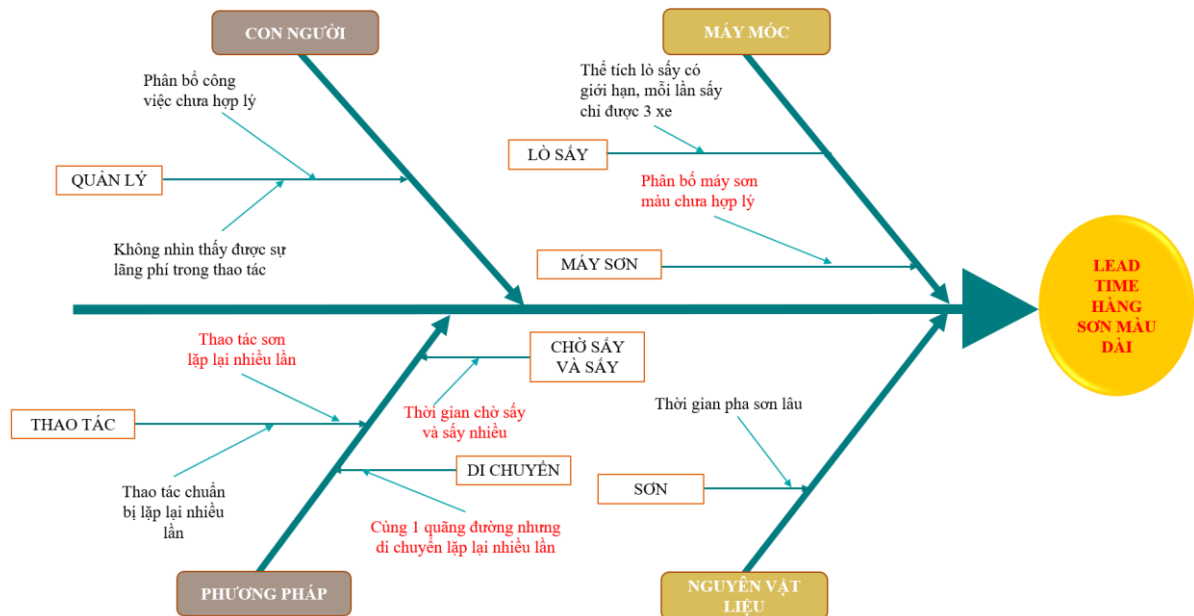 CON NGƯỜI
MÁY MÓC
Phân bổ công
việc chưa hợp lý
Thể tích lò sấy có
giới hạn, mỗi lần sấy
chỉ được 3 xe
LÒ SẤY
QUẢN LÝ
Phân bố máy sơn
màu chưa hợp lý
Không nhìn thấy được sự
lãng phí trong thao tác
MÁY SƠN
LEAD
TIME
HÀNG
SƠN MÀU
DÀI
Thao tác sơn
lặp lại nhiều lần
CHỜ SẤY
VÀ SẤY
THAO TÁC
Thời gian chờ sấy
và sấy nhiều
Thời gian pha sơn lâu
DI CHUYỂN
SƠN
Thao tác chuẩn
bị lặp lại nhiều
lần
Cùng 1 quãng đường nhưng
di chuyển lặp lại nhiều lần
PHƯƠNG PHÁP
NGUYÊN VẬT
LIỆU